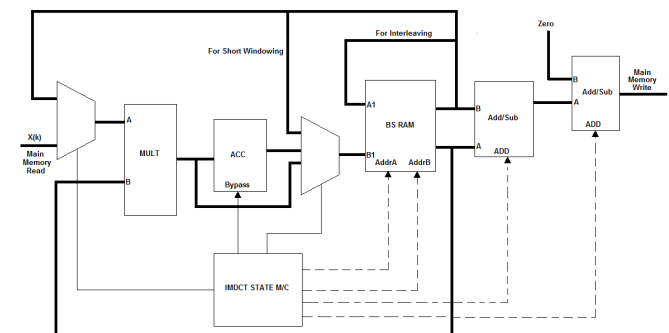 Zero
For Interleaving
For Short Windowing
Main
Memory
Write
B
Add/Sub
A
ADD
A1
BS RAM
B
Add/Sub
A
ADD
X(k)
Main
Memory
Read
A
MULT
B
ACC
Bypass
B1
AddrA AddrB
IMDCT STATE M/C